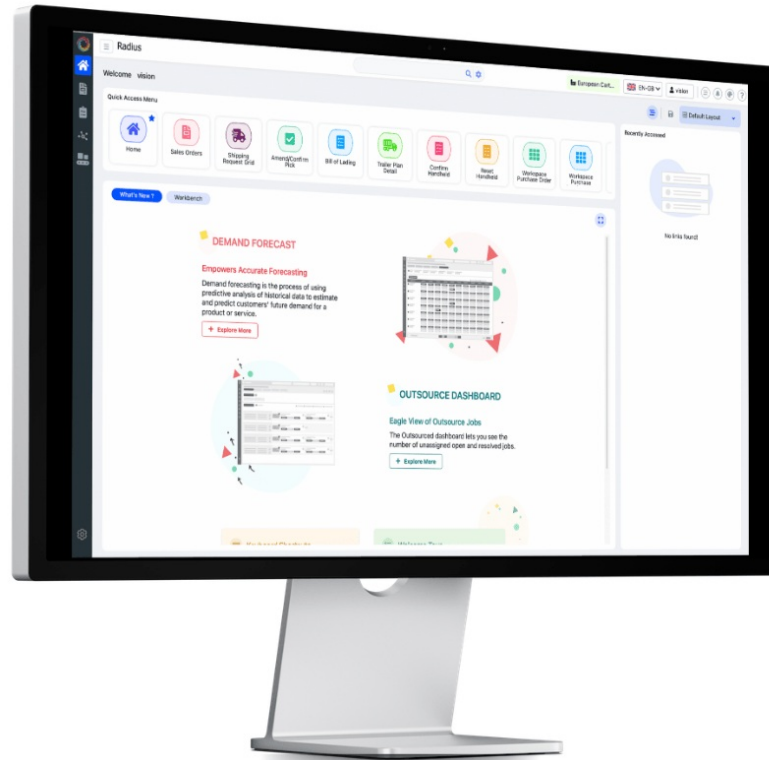 Radius
European Cart...
EN-GB
vision
?
Welcome vision
Default Layout
Quick Access Menu
Recently Accessed
Home
Sales Orders
Shipping
Request Grid
Amend/Confirm
Pick
Bill of Lading
Trailer Plan
Detail
Confirm
Handheld
Reset
Handheld
Workspace
Purchase Order
Workspace
Purchase
No links found!
What's New ?
Workbench
DEMAND FORECAST
Empowers Accurate Forecasting
Demand forecasting is the process of using
predictive analysis of historical data to estimate
and predict customers' future demand for a
product or service.
+ Explore More
OUTSOURCE DASHBOARD
Eagle View of Outsource Jobs
The Outsourced dashboard lets you see the
number of unassigned open and resolved jobs.
+ Explore More